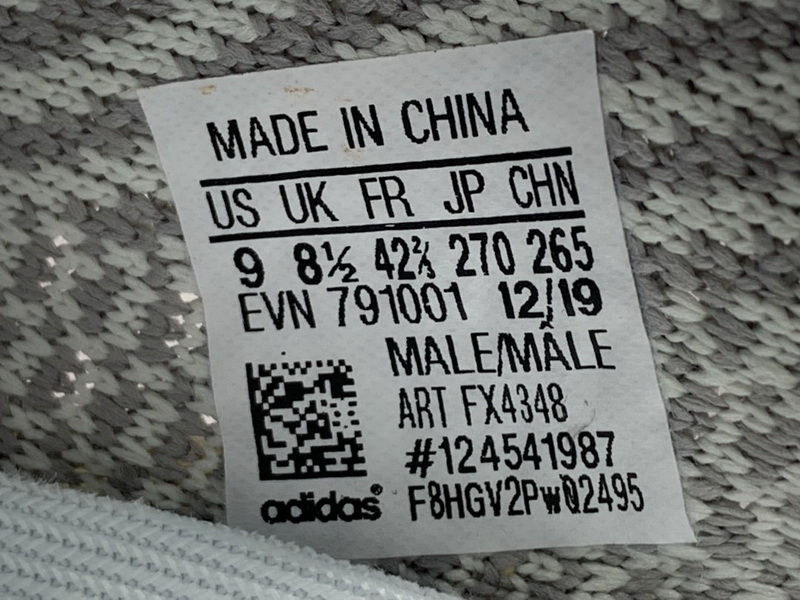 MADE IN CHINA
US UK FR JP CHN
9 8½ 42⅔ 270 265
EVN 791001 12/19
MALE/MÂLE
ART FX4348
#124541987
adidas® F8HGV2PwQ2495